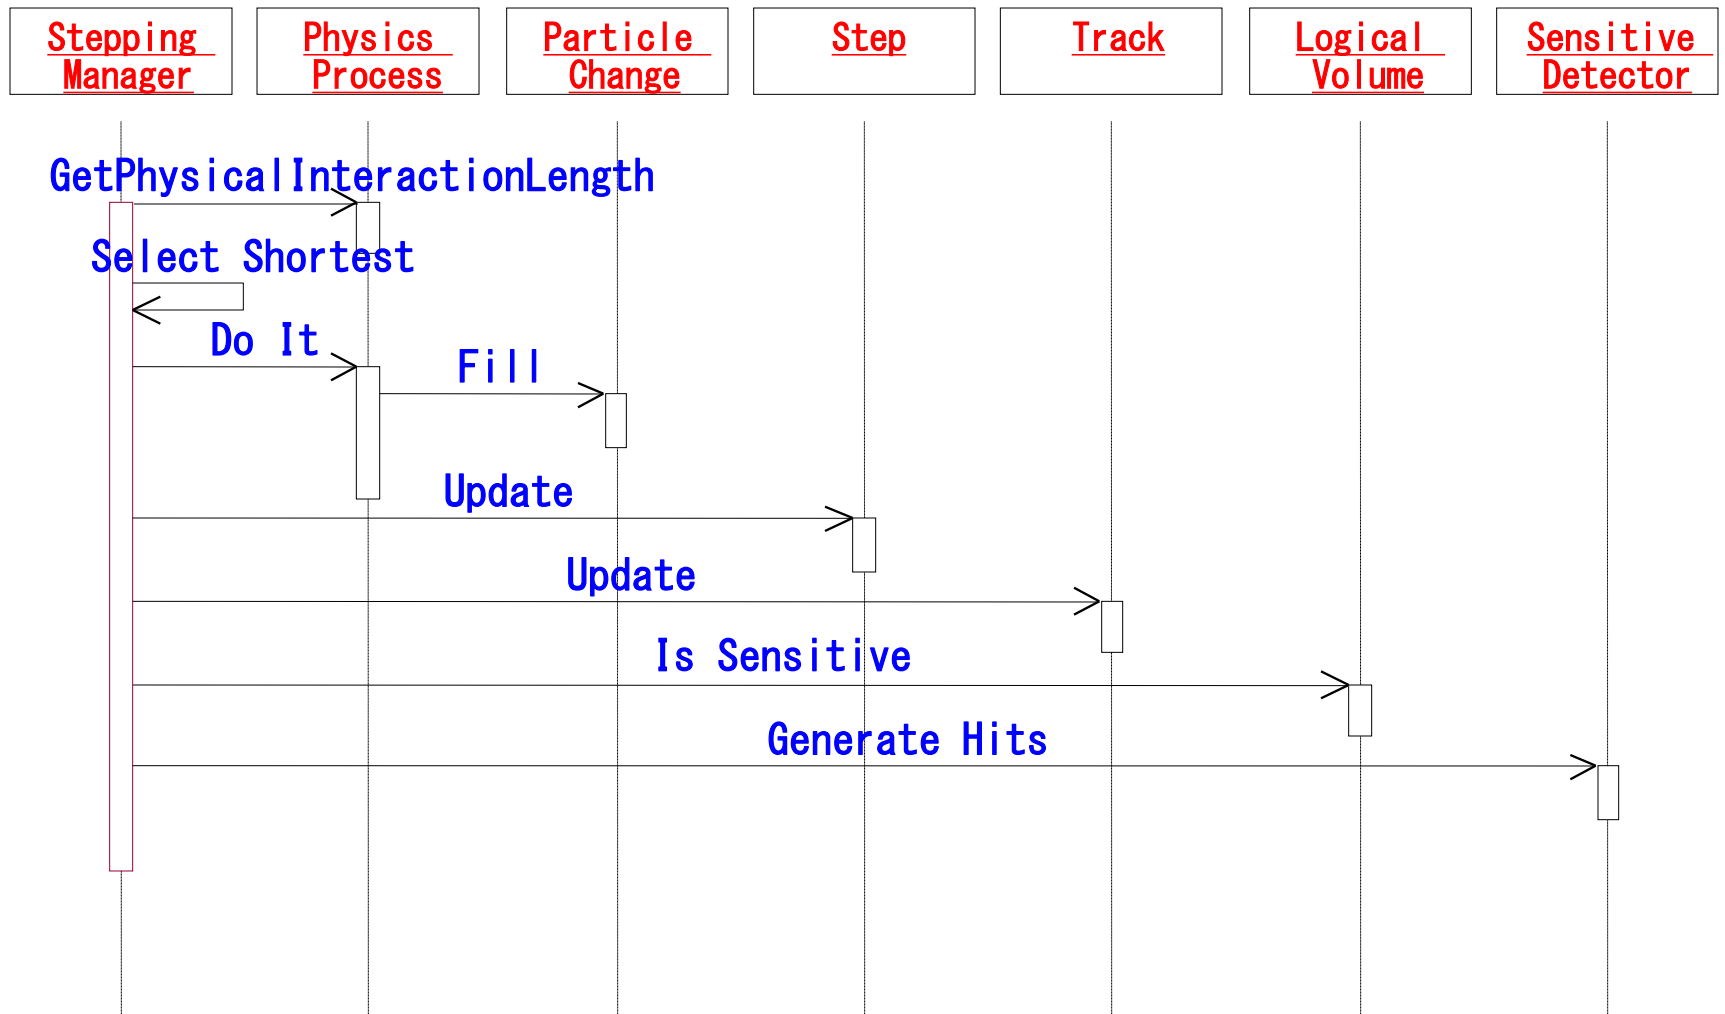 Stepping
Manager
Physics
Process
Particle
Change
Step
Track
Logical
Volume
Sensitive
Detector
GetPhysicalInteractionLength
Select Shortest
Do It
Fill
Update
Update
Is Sensitive
Generate Hits